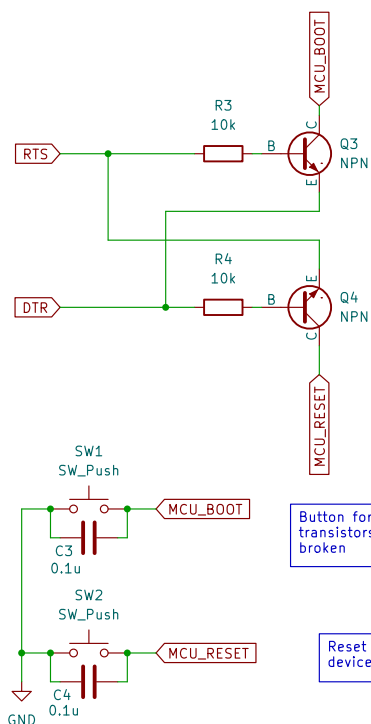 MCU_BOOT
R3
10k
B
C
E
Q3
NPN
RTS
R4
10k
B
E
C
Q4
NPN
DTR
MCU_RESET
SW1
SW_Push
MCU_BOOT
C3
0.1u
Button for
transistors
broken
SW2
SW_Push
MCU_RESET
C4
0.1u
Reset
device
GND